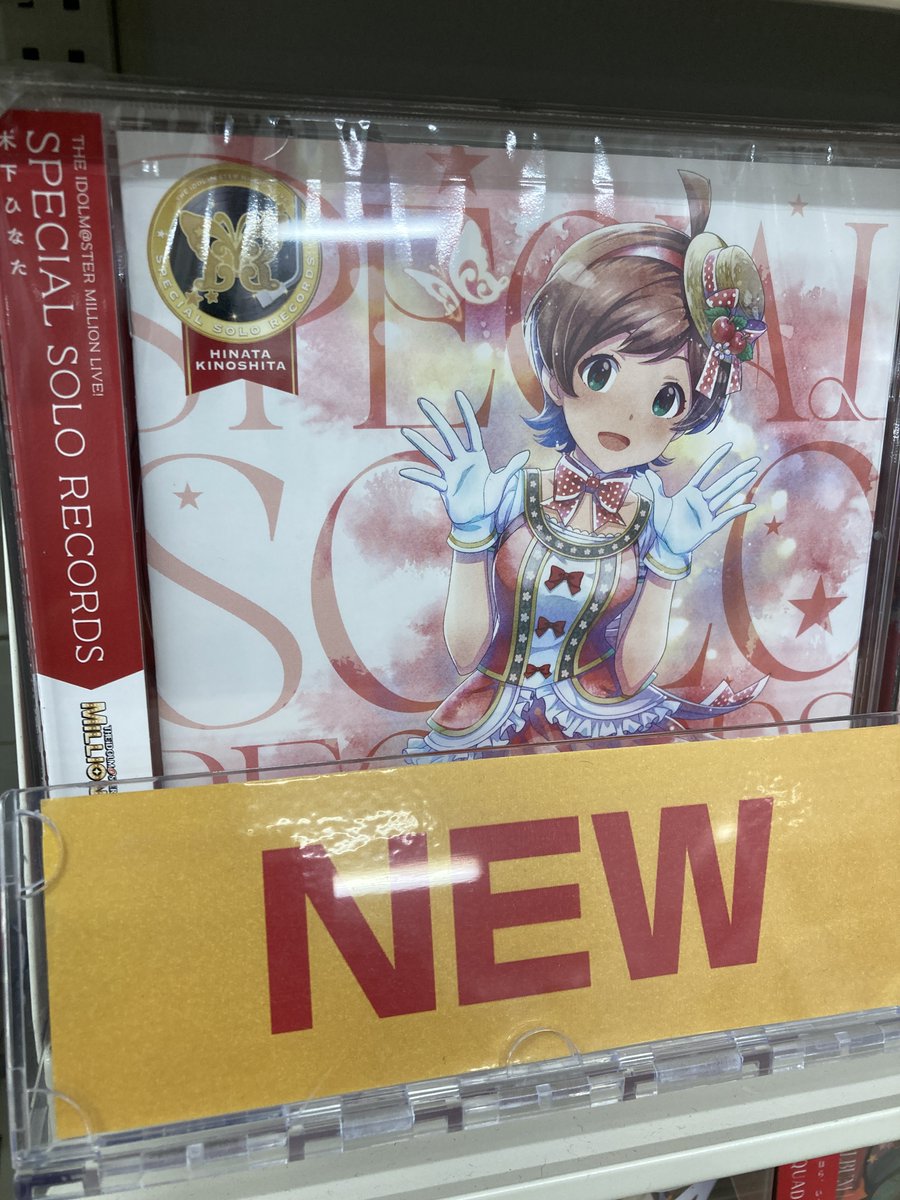 THE IDOLM@STER MILLION LIVE!
SPECIAL SOLO RECORDS
木下ひなた
SPECIAL SOLO RECORDS
HINATA
KINOSHITA
SPECIAL
SOLO
NEW